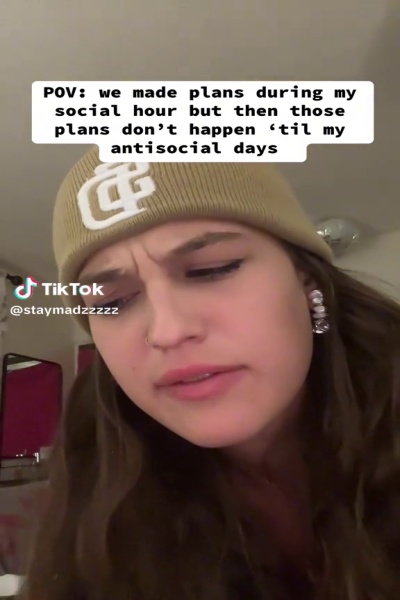 POV: we made plans during my
social hour but then those
plans don’t happen ‘til my
antisocial days
TikTok
@staymadzzzzz